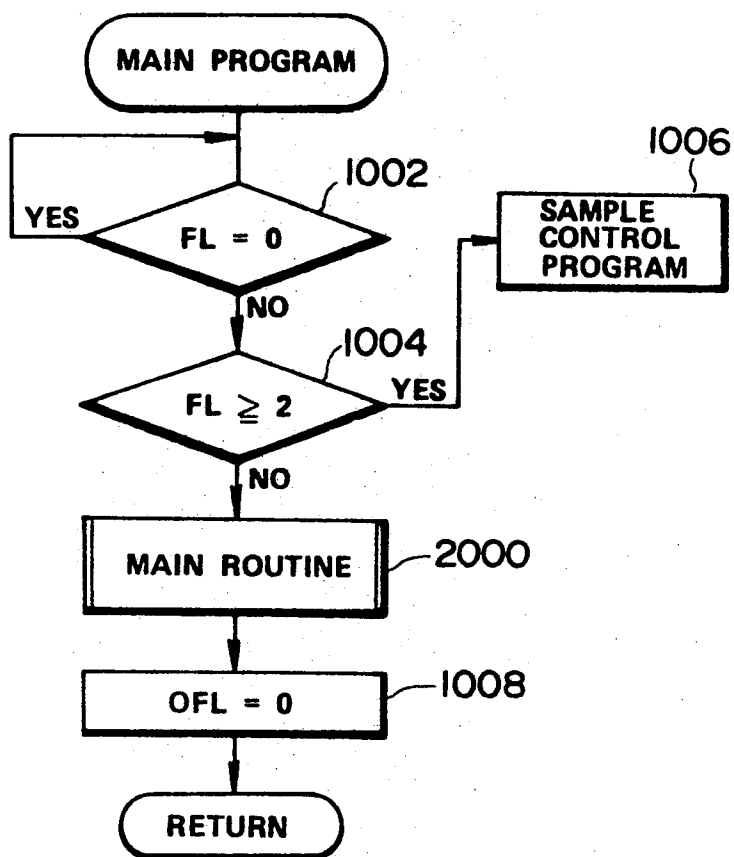 MAIN PROGRAM
1002
1006
YES
FL = 0
SAMPLE
CONTROL
PROGRAM
NO
1004
FL ≧ 2
YES
NO
MAIN ROUTINE
2000
OFL = 0
1008
RETURN